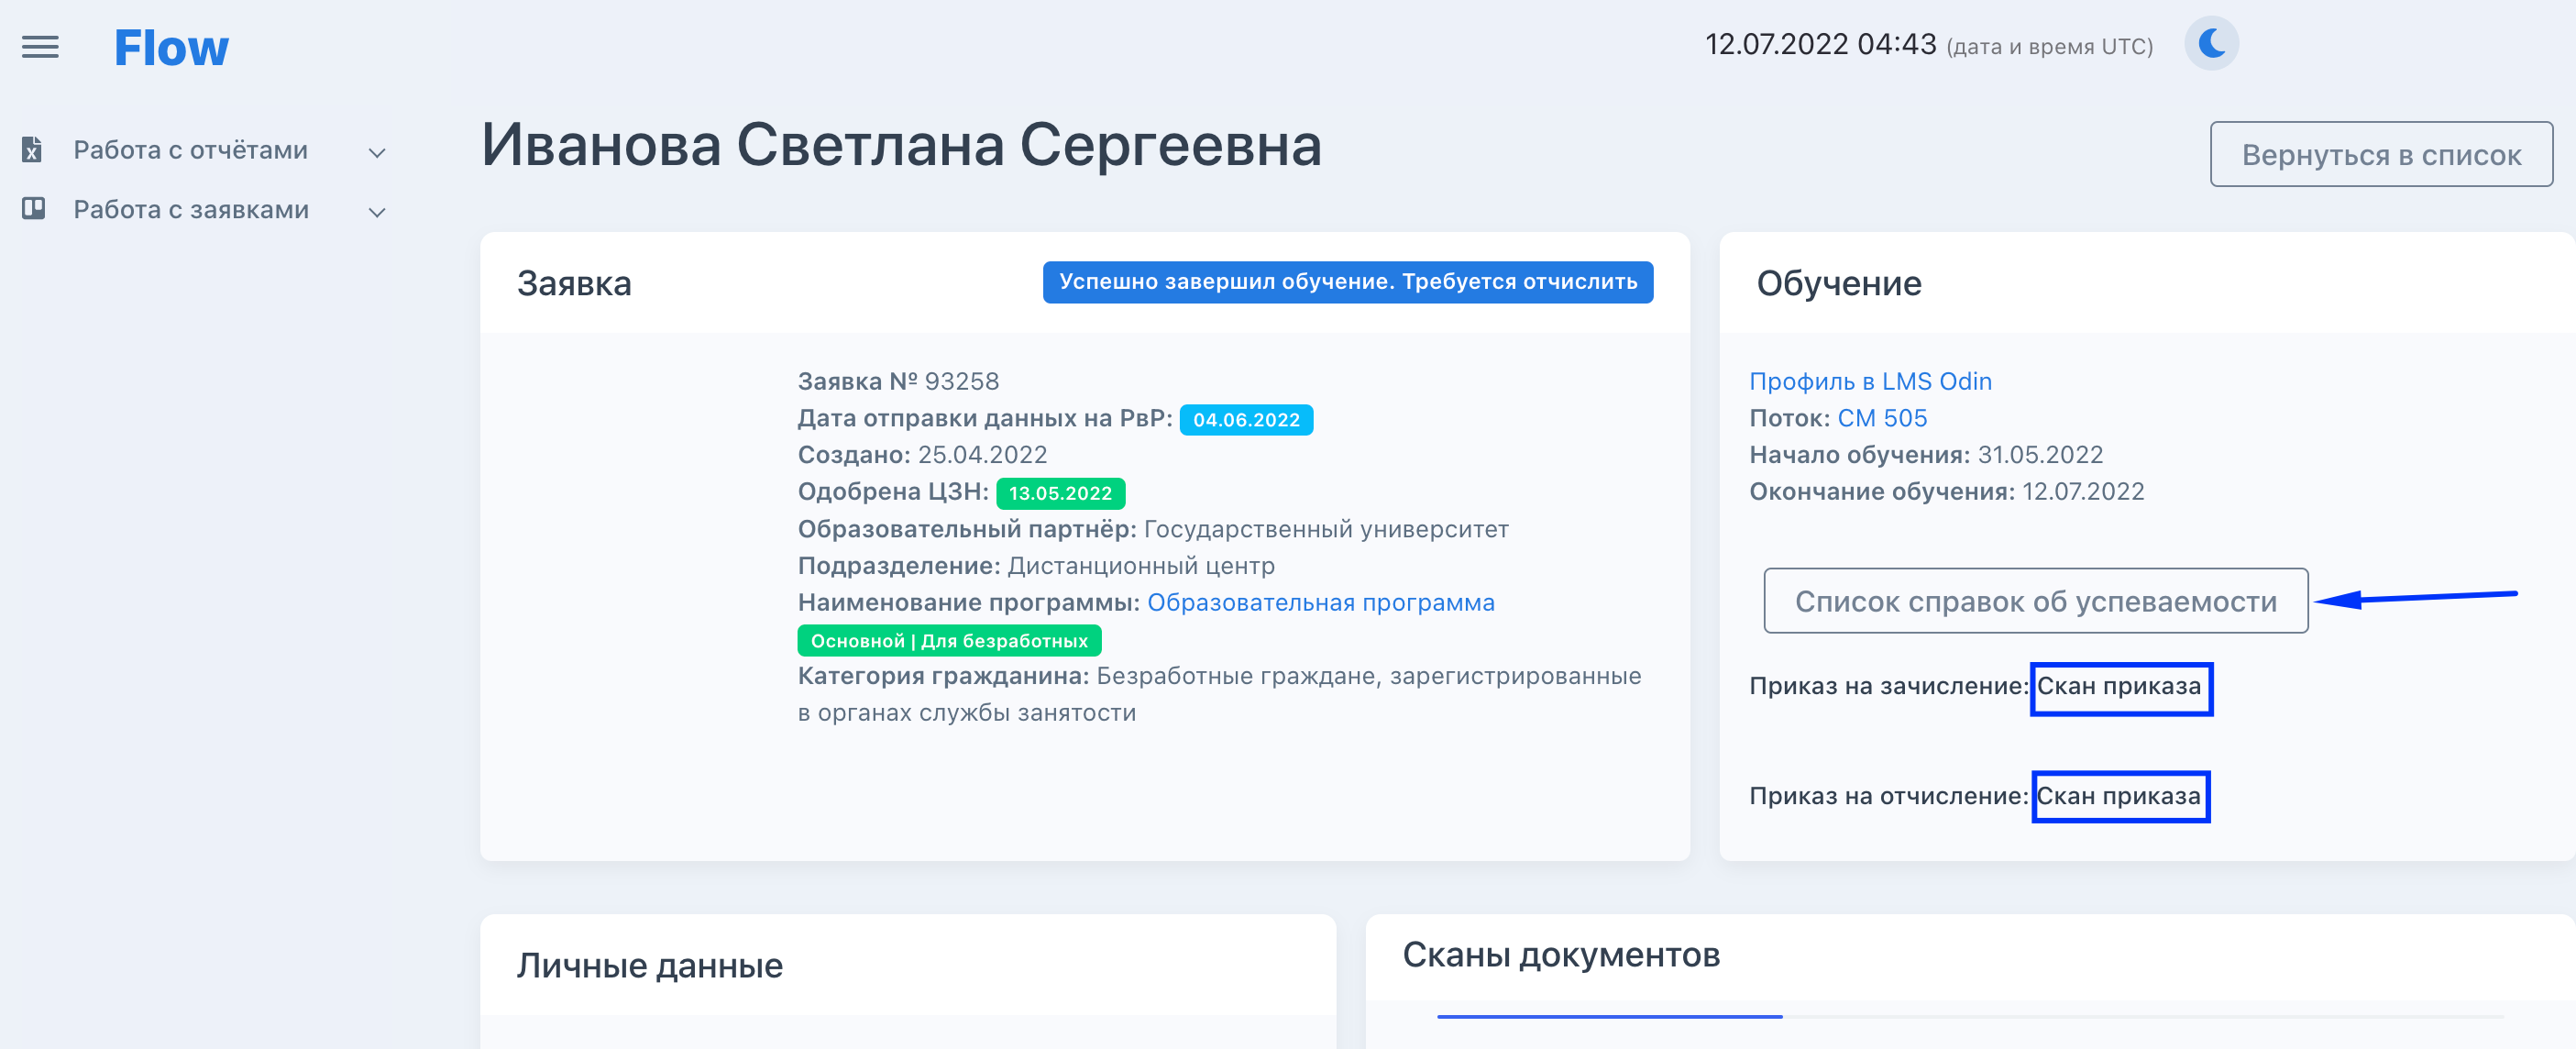 Flow
12.07.2022 04:43 (дата и время UTC)
Работа с отчётами
Работа с заявками
Иванова Светлана Сергеевна
Вернуться в список
Заявка
Успешно завершил обучение. Требуется отчислить
Заявка № 93258
Дата отправки данных на РвР: 04.06.2022
Создано: 25.04.2022
Одобрена ЦЗН: 13.05.2022
Образовательный партнёр: Государственный университет
Подразделение: Дистанционный центр
Наименование программы: Образовательная программа
Основной | Для безработных
Категория гражданина: Безработные граждане, зарегистрированные
в органах службы занятости
Обучение
Профиль в LMS Odin
Поток: СМ 505
Начало обучения: 31.05.2022
Окончание обучения: 12.07.2022
Список справок об успеваемости
Приказ на зачисление: Скан приказа
Приказ на отчисление: Скан приказа
Личные данные
Сканы документов